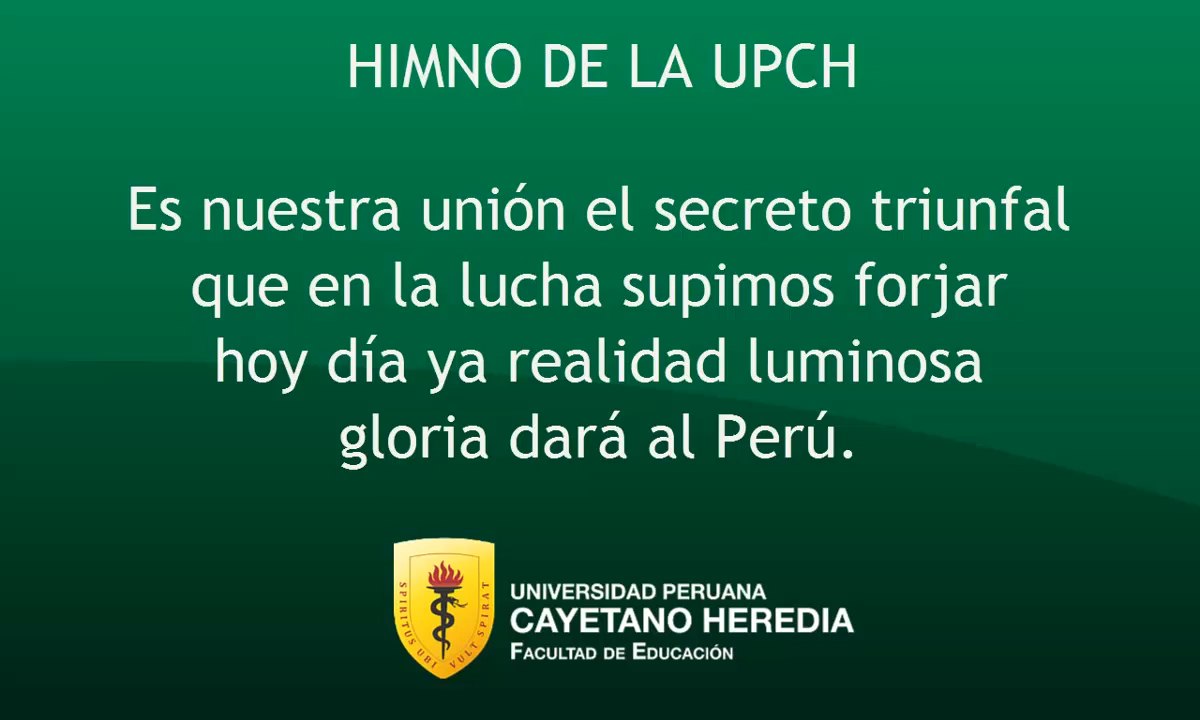 HIMNO DE LA UPCH
Es nuestra unión el secreto triunfal
que en la lucha supimos forjar
hoy día ya realidad luminosa
gloria dará al Perú.
SPIRITUS UBI VULT SPIRAT
UNIVERSIDAD PERUANA
CAYETANO HEREDIA
FACULTAD DE EDUCACIÓN